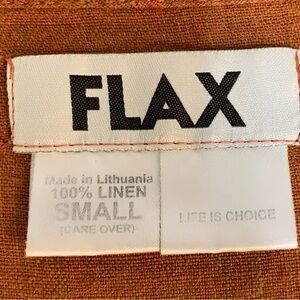 FLAX
Made in Lithuania
100% LINEN
SMALL
(CARE OVER)
LIFE IS CHOICE